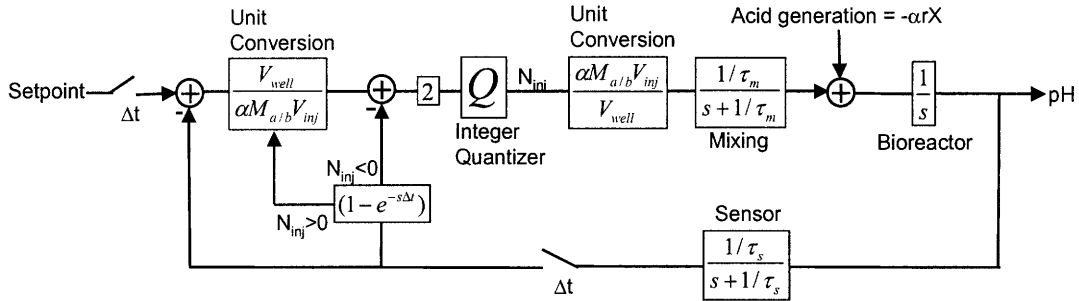 Acid generation = -αrX
Unit
Conversion
Unit
Conversion
Setpoint
Δt
-
V_well
αM_a/b V_inj
-
2
Q
Integer
Quantizer
N_inj
αM_a/b V_inj
V_well
1/τ_m
s+1/τ_m
Mixing
1
s
Bioreactor
pH
N_inj<0
(1-e^-sΔt)
N_inj>0
Δt
Sensor
1/τ_s
s+1/τ_s